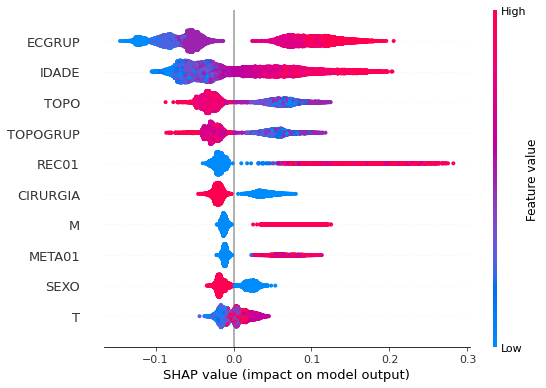 High
ECGRUP
IDADE
TOPO
TOPOGRUP
REC01
CIRURGIA
M
META01
SEXO
T
Feature value
Low
−0.1 0.0 0.1 0.2 0.3
SHAP value (impact on model output)